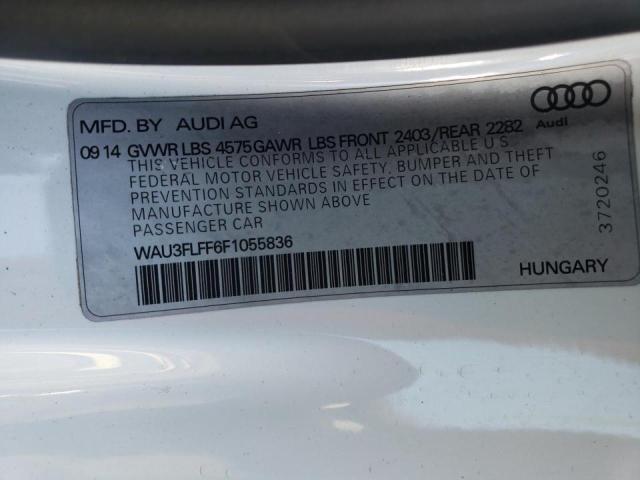 MFD. BY AUDI AG
09 14 GVWR LBS 4575 GAWR LBS FRONT 2403/REAR 2282
THIS VEHICLE CONFORMS TO ALL APPLICABLE U S
FEDERAL MOTOR VEHICLE SAFETY, BUMPER AND THEFT
PREVENTION STANDARDS IN EFFECT ON THE DATE OF
MANUFACTURE SHOWN ABOVE
PASSENGER CAR
WAU3FLFF6F1055836
HUNGARY
Audi
3720246